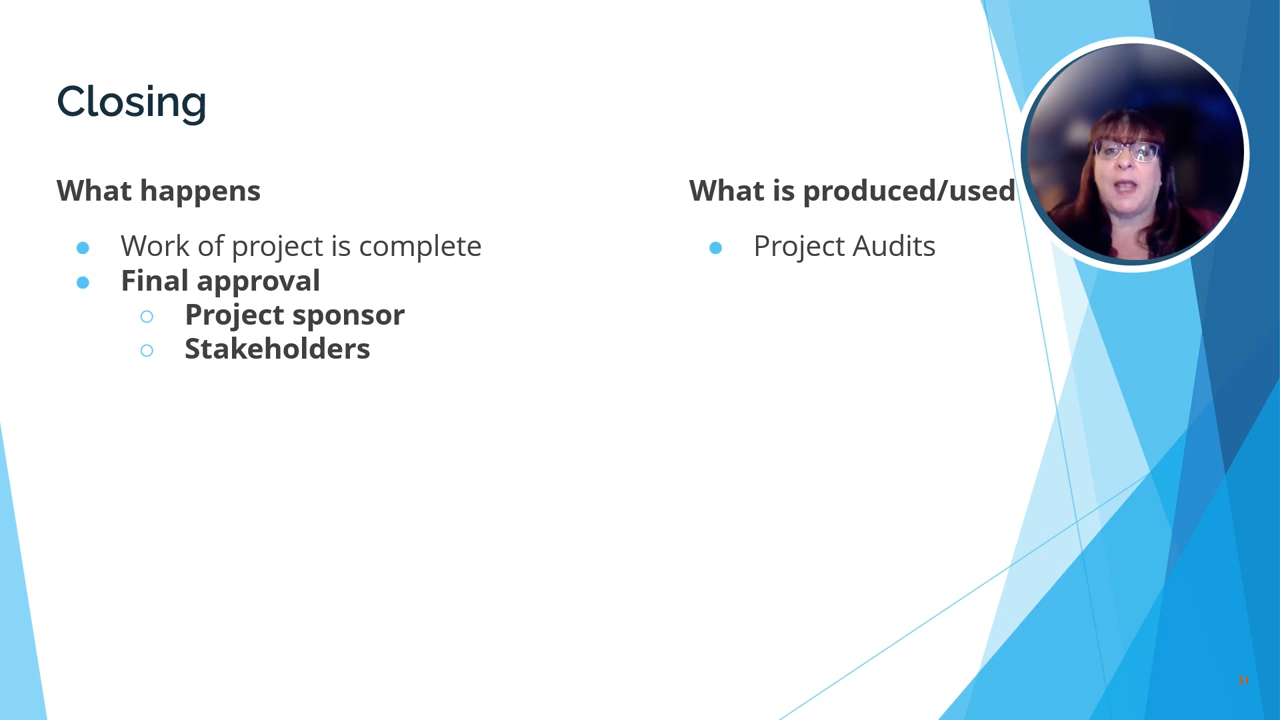 Closing
What happens
Work of project is complete
Final approval
Project sponsor
Stakeholders
What is produced/used
Project Audits
31